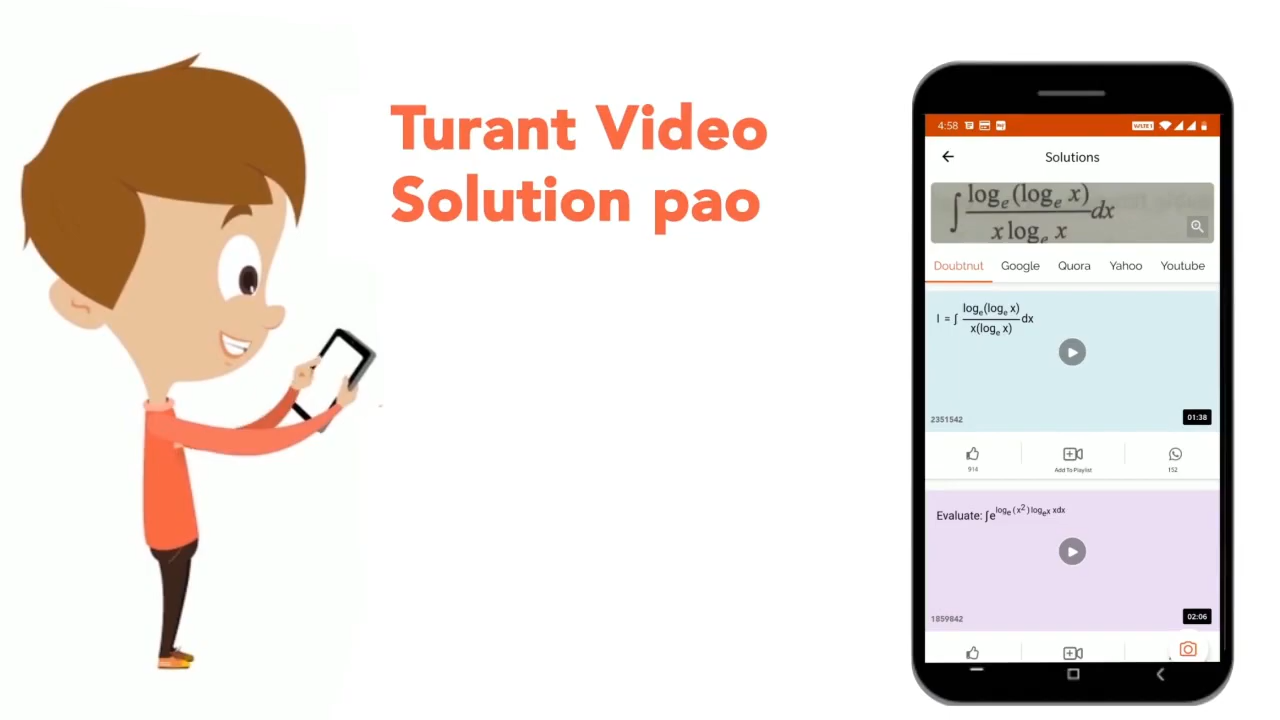 Turant Video
Solution pao
4:58
VoLTE1
Solutions
∫ logₑ(logₑ x) / x logₑ x dx
Doubtnut Google Quora Yahoo Youtube
I = ∫ logₑ(logₑ x) / x(logₑ x) dx
2351542 01:38
914 Add To Playlist 152
Evaluate: ∫e^logₑ(x²)logₑx xdx
1859842 02:06